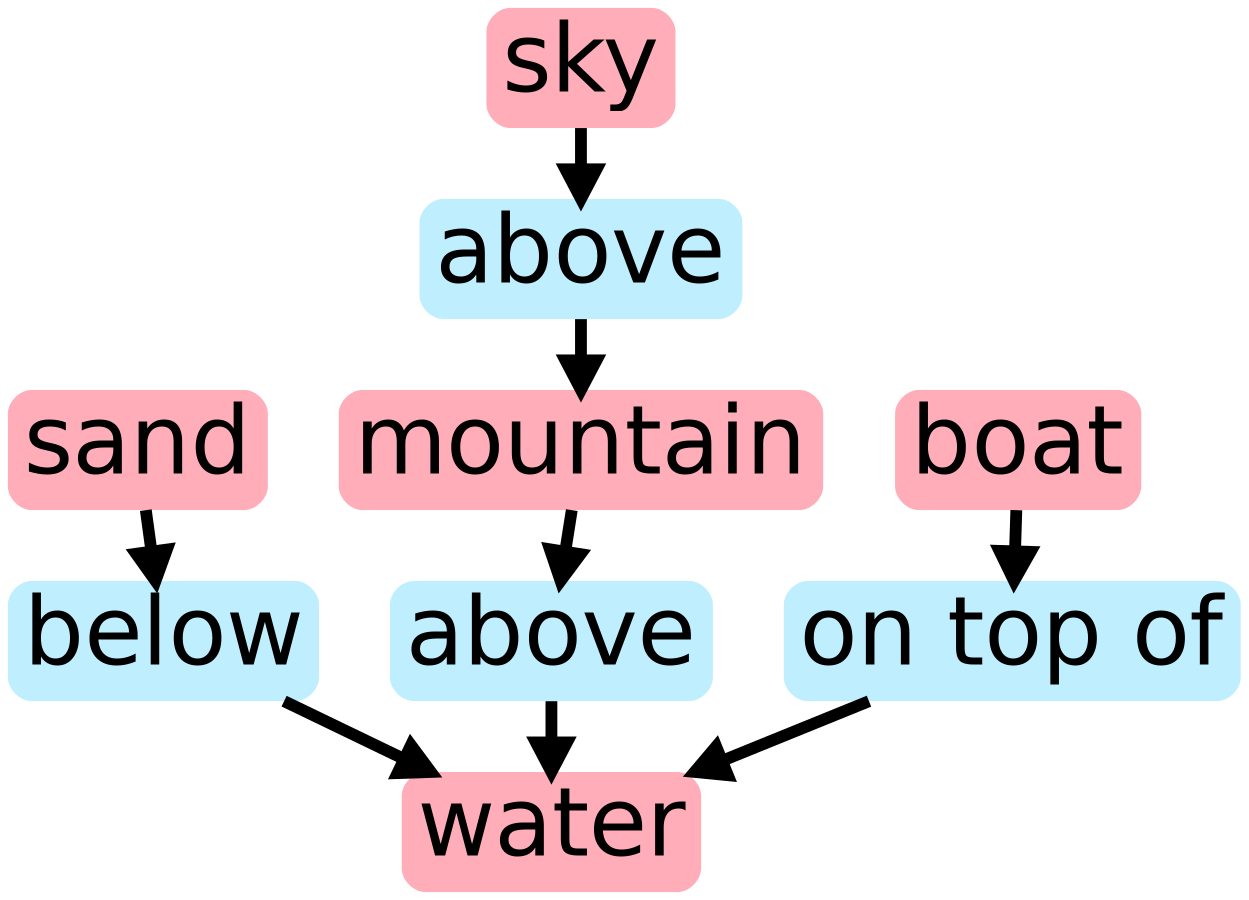 sky
above
sand
mountain
boat
below
above
on top of
water